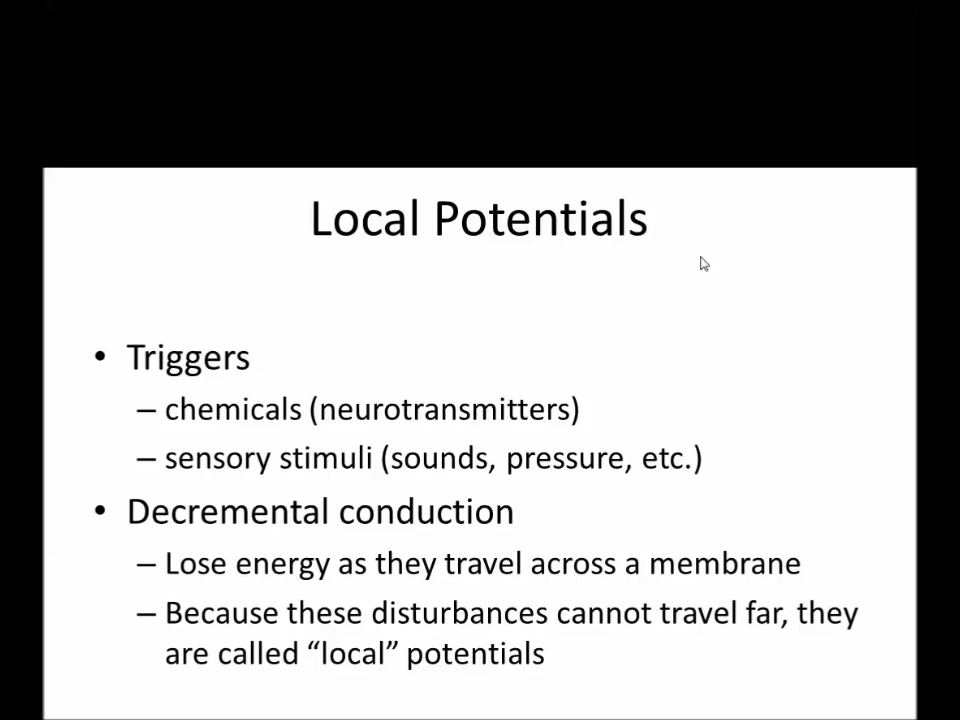 Local Potentials
• Triggers
– chemicals (neurotransmitters)
– sensory stimuli (sounds, pressure, etc.)
• Decremental conduction
– Lose energy as they travel across a membrane
– Because these disturbances cannot travel far, they
are called “local” potentials